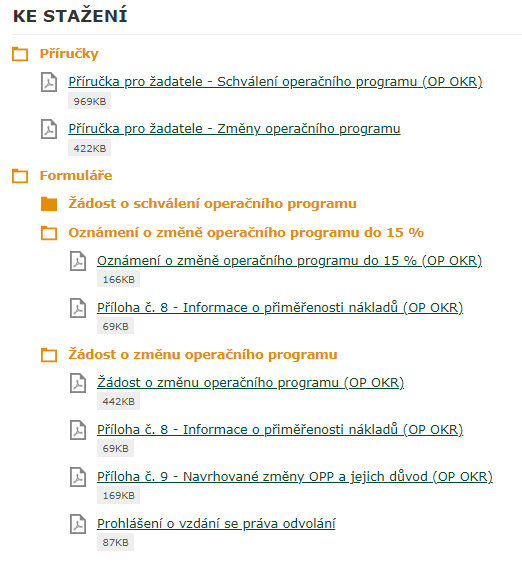 KE STAŽENÍ
Příručky
Příručka pro žadatele - Schválení operačního programu (OP OKR)
969KB
Příručka pro žadatele - Změny operačního programu
422KB
Formuláře
Žádost o schválení operačního programu
Oznámení o změně operačního programu do 15 %
Oznámení o změně operačního programu do 15 % (OP OKR)
166KB
Příloha č. 8 - Informace o přiměřenosti nákladů (OP OKR)
69KB
Žádost o změnu operačního programu
Žádost o změnu operačního programu (OP OKR)
442KB
Příloha č. 8 - Informace o přiměřenosti nákladů (OP OKR)
69KB
Příloha č. 9 - Navrhované změny OPP a jejich důvod (OP OKR)
169KB
Prohlášení o vzdání se práva odvolání
87KB